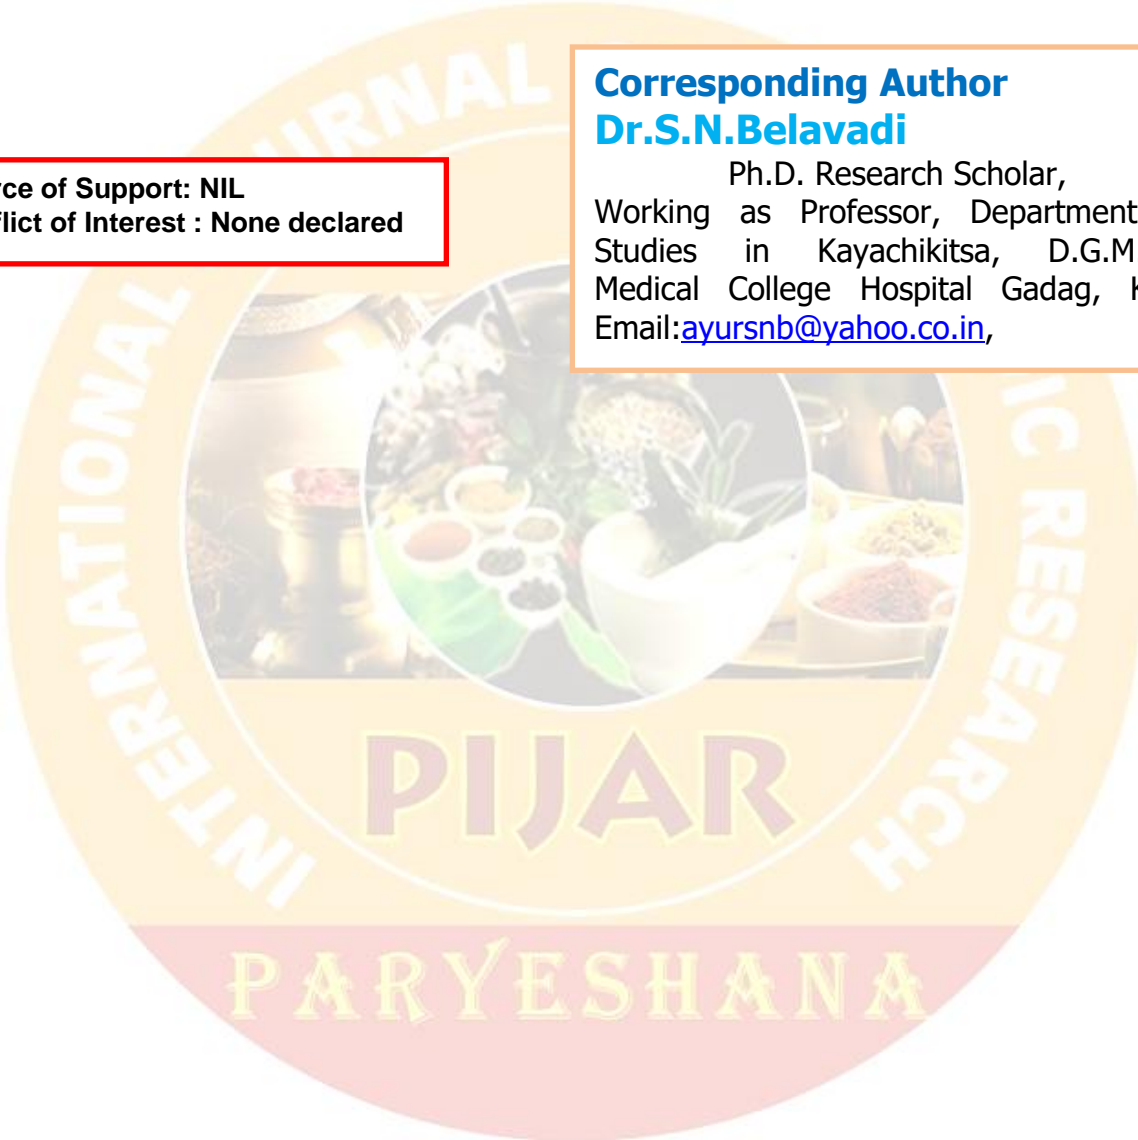 Corresponding Author
Dr.S.N.Belavadi
Ph.D. Research Scholar,
Working as Professor, Department
Studies in Kayachikitsa, D.G.M.
Medical College Hospital Gadag, K
Email:ayursnb@yahoo.co.in,
rce of Support: NIL
flict of Interest : None declared
INTERNATIONAL URNAL IC RESEARCH
PIJAR
PARYESHANA